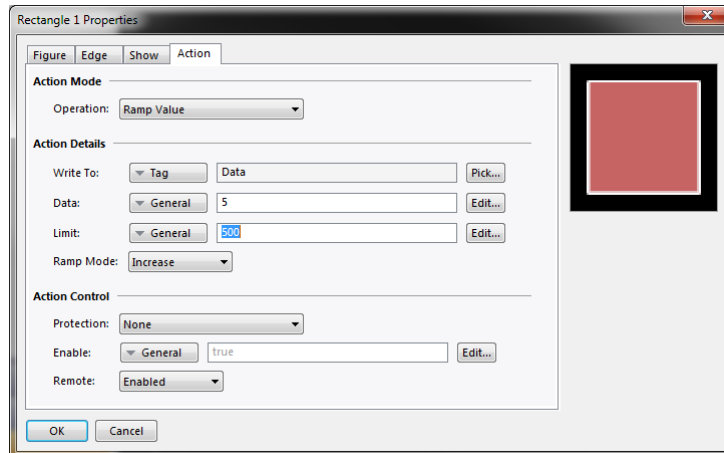 Rectangle 1 Properties
Figure Edge Show Action
Action Mode
Operation: Ramp Value
Action Details
Write To: Tag Data Pick...
Data: General 5 Edit...
Limit: General 500 Edit...
Ramp Mode: Increase
Action Control
Protection: None
Enable: General true Edit...
Remote: Enabled
OK Cancel